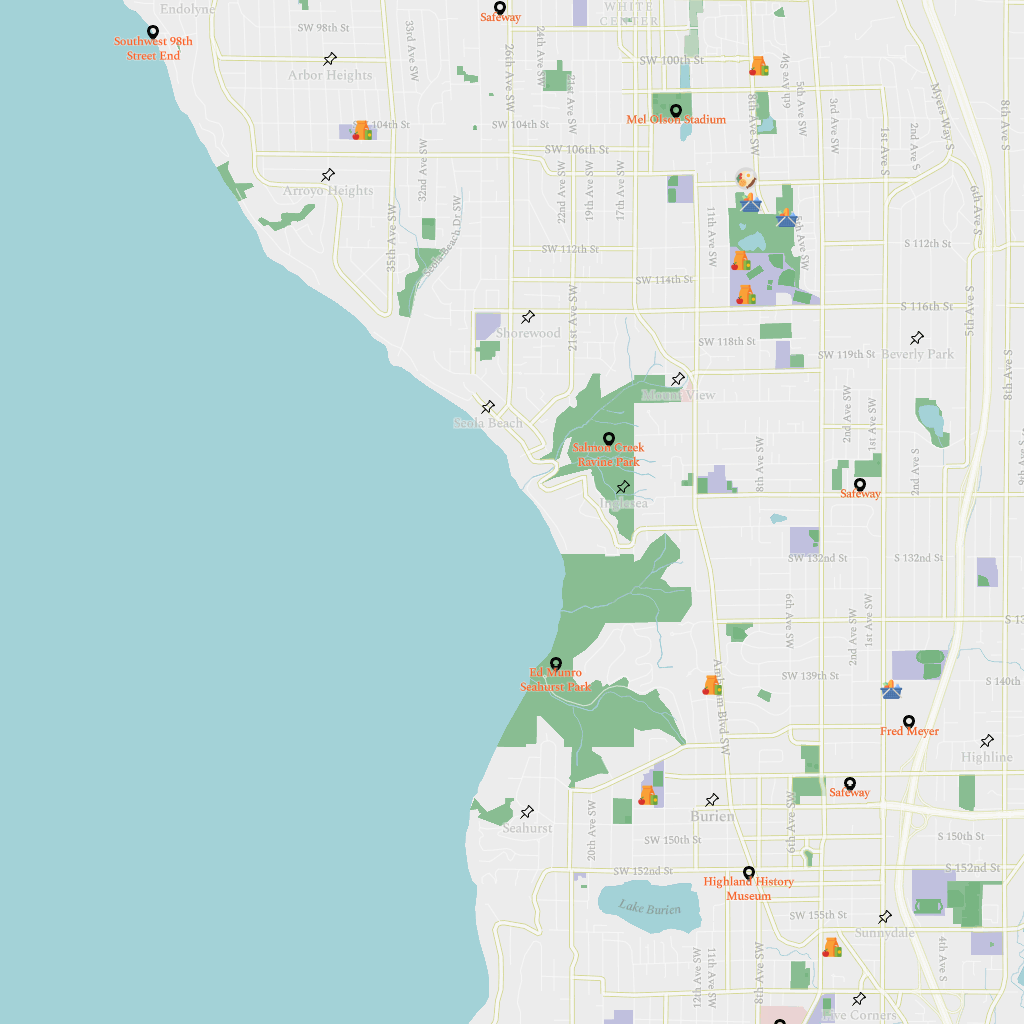 Endolyne
Safeway
WHITE
CENTER
SW 98th St
33rd Ave SW
26th Ave SW
24th Ave SW
21st Ave SW
Southwest 98th
Street End
Arbor Heights
SW 100th St
8th Ave SW
6th Ave SW
5th Ave SW
3rd Ave SW
1st Ave S
2nd Ave S
Myers Way S
8th Ave S
SW 104th St
SW 104th St
Mel Olson Stadium
SW 106th St
Arroyo Heights
32nd Ave SW
35th Ave SW
Seola Beach Dr SW
22nd Ave SW
19th Ave SW
17th Ave SW
11th Ave SW
5th Ave SW
6th Ave S
SW 112th St
S 112th St
SW 114th St
S 116th St
5th Ave S
21st Ave SW
Shorewood
SW 118th St
SW 119th St
Beverly Park
8th Ave S
Mount View
Seola Beach
2nd Ave SW
1st Ave SW
Salmon Creek
Ravine Park
8th Ave SW
2nd Ave S
Safeway
Inglesea
SW 132nd St
S 132nd St
6th Ave SW
2nd Ave SW
1st Ave SW
S 13
Ed Munro
Seahurst Park
Ambaum Blvd SW
SW 139th St
S 140th
Fred Meyer
Highline
Safeway
Burien
6th Ave SW
Seahurst
20th Ave SW
SW 150th St
S 150th St
SW 152nd St
S 152nd St
Highland History
Museum
Lake Burien
SW 155th St
Sunnydale
4th Ave S
12th Ave SW
11th Ave SW
8th Ave SW
Five Corners